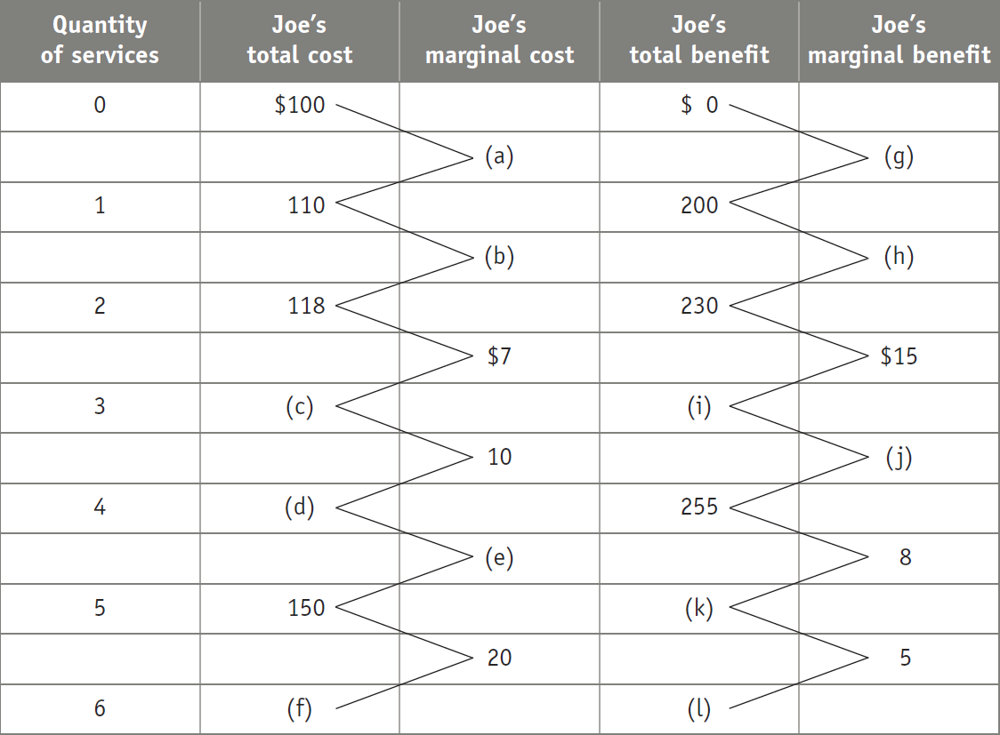 Quantity of services | Joe’s total cost | Joe’s marginal cost | Joe’s total benefit | Joe’s marginal benefit
0 $100 $ 0
(a) (g)
1 110 200
(b) (h)
2 118 230
$7 $15
3 (c) (i)
10 (j)
4 (d) 255
(e) 8
5 150 (k)
20 5
6 (f) (l)